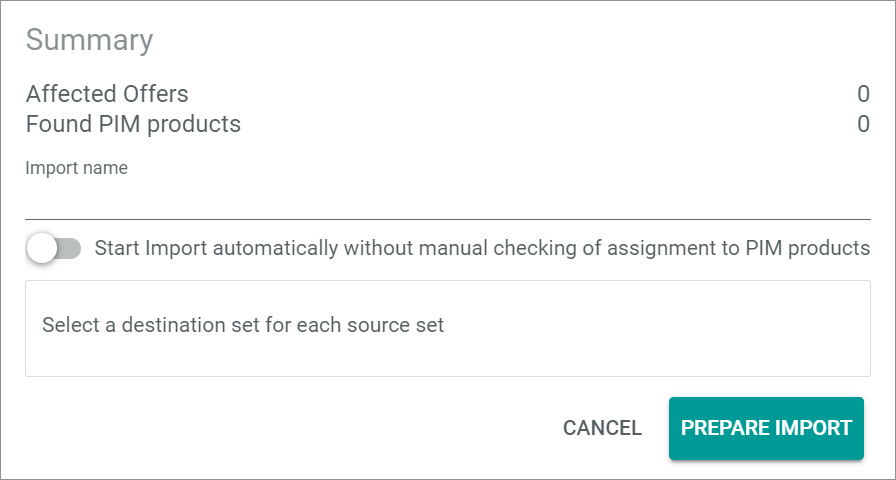 Summary
Affected Offers 0
Found PIM products 0
Import name
Start Import automatically without manual checking of assignment to PIM products
Select a destination set for each source set
CANCEL PREPARE IMPORT